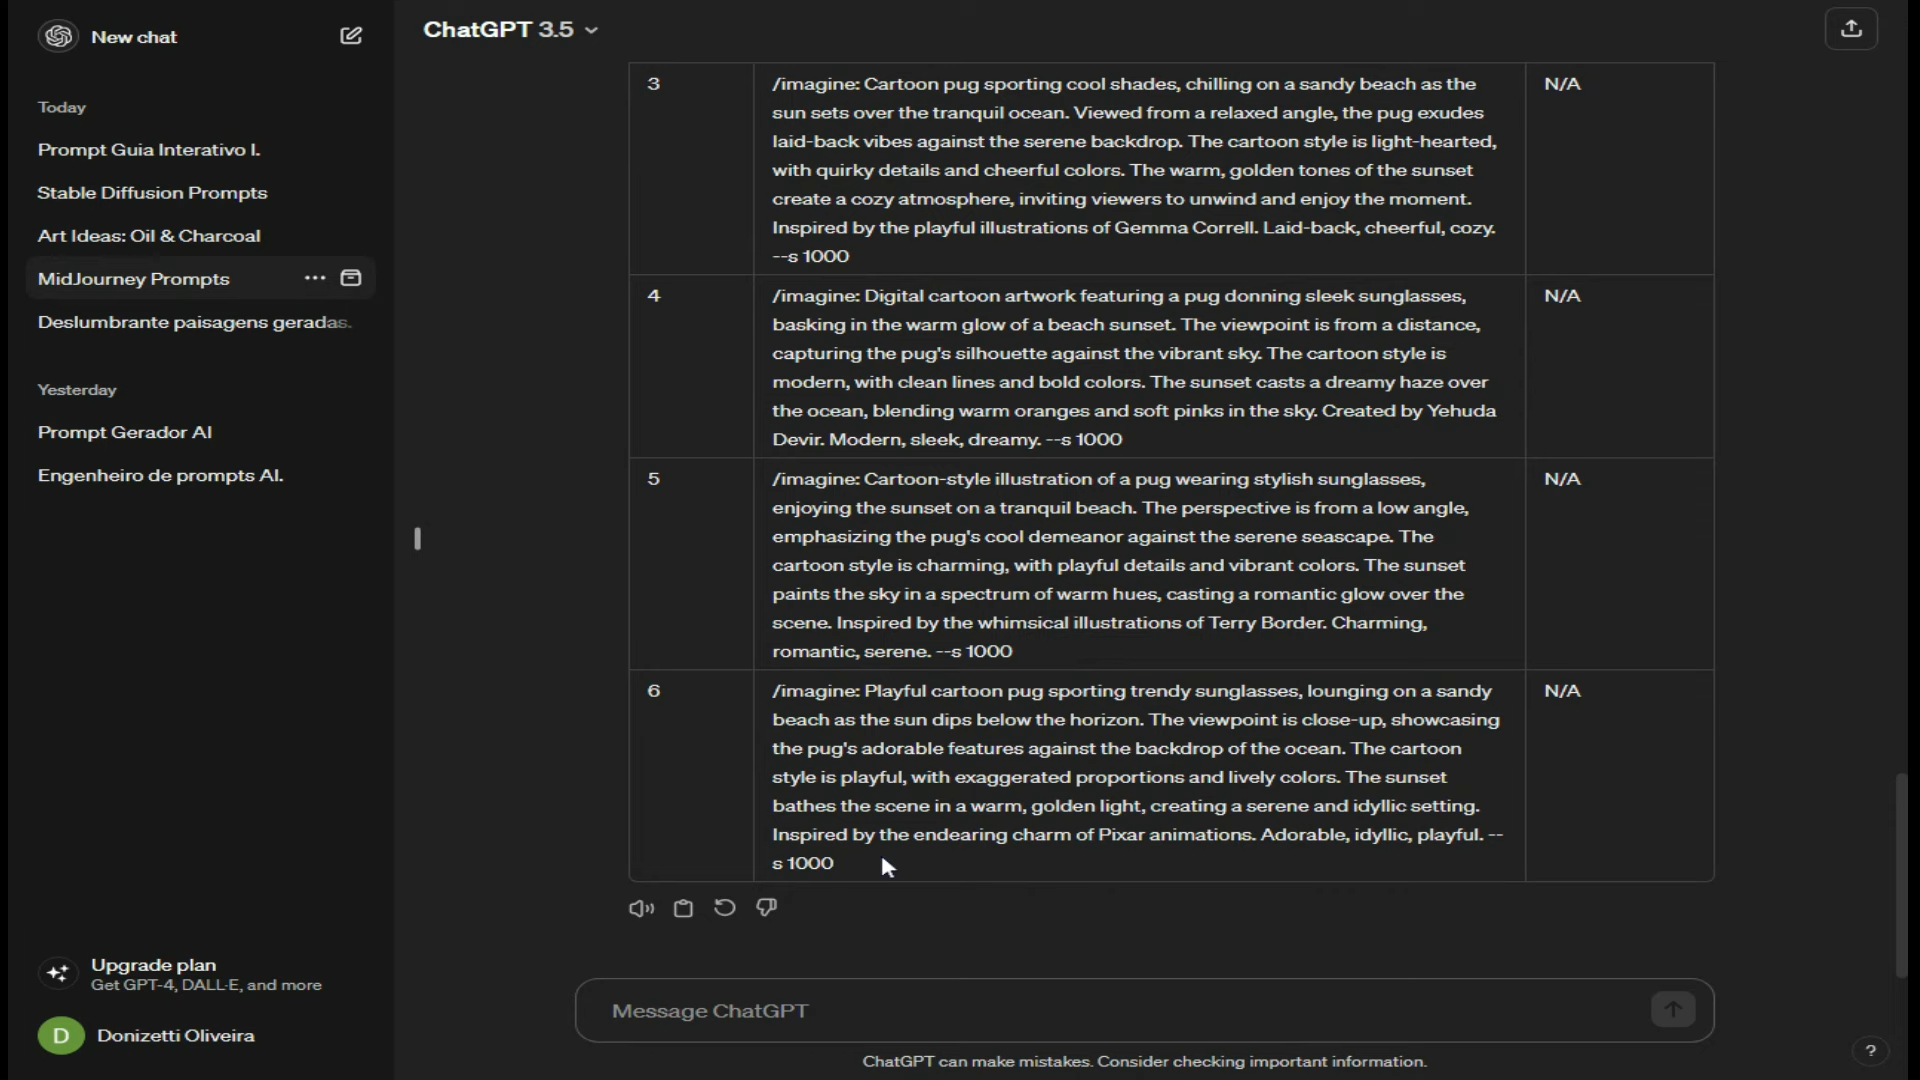 New chat
Today
Prompt Guia Interativo I.
Stable Diffusion Prompts
Art Ideas: Oil & Charcoal
MidJourney Prompts
Deslumbrante paisagens geradas.
Yesterday
Prompt Gerador AI
Engenheiro de prompts AI.
Upgrade plan
Get GPT-4, DALL·E, and more
D
Donizetti Oliveira
ChatGPT 3.5
3
/imagine: Cartoon pug sporting cool shades, chilling on a sandy beach as the
sun sets over the tranquil ocean. Viewed from a relaxed angle, the pug exudes
laid-back vibes against the serene backdrop. The cartoon style is light-hearted,
with quirky details and cheerful colors. The warm, golden tones of the sunset
create a cozy atmosphere, inviting viewers to unwind and enjoy the moment.
Inspired by the playful illustrations of Gemma Correll. Laid-back, cheerful, cozy.
--s 1000
N/A
4
/imagine: Digital cartoon artwork featuring a pug donning sleek sunglasses,
basking in the warm glow of a beach sunset. The viewpoint is from a distance,
capturing the pug's silhouette against the vibrant sky. The cartoon style is
modern, with clean lines and bold colors. The sunset casts a dreamy haze over
the ocean, blending warm oranges and soft pinks in the sky. Created by Yehuda
Devir. Modern, sleek, dreamy. --s 1000
N/A
5
/imagine: Cartoon-style illustration of a pug wearing stylish sunglasses,
enjoying the sunset on a tranquil beach. The perspective is from a low angle,
emphasizing the pug's cool demeanor against the serene seascape. The
cartoon style is charming, with playful details and vibrant colors. The sunset
paints the sky in a spectrum of warm hues, casting a romantic glow over the
scene. Inspired by the whimsical illustrations of Terry Border. Charming,
romantic, serene. --s 1000
N/A
6
/imagine: Playful cartoon pug sporting trendy sunglasses, lounging on a sandy
beach as the sun dips below the horizon. The viewpoint is close-up, showcasing
the pug's adorable features against the backdrop of the ocean. The cartoon
style is playful, with exaggerated proportions and lively colors. The sunset
bathes the scene in a warm, golden light, creating a serene and idyllic setting.
Inspired by the endearing charm of Pixar animations. Adorable, idyllic, playful. --
s 1000
N/A
Message ChatGPT
ChatGPT can make mistakes. Consider checking important information.
?